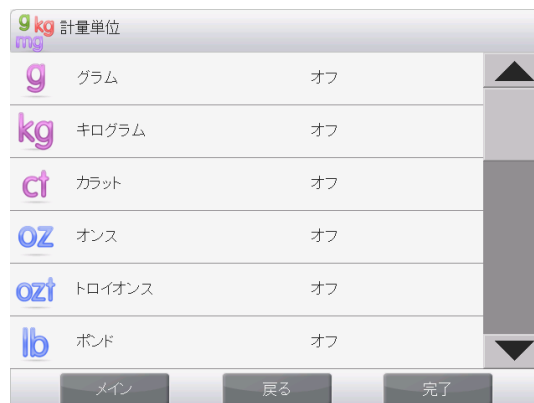 g kg mg 計量単位
g グラム オフ
kg キログラム オフ
ct カラット オフ
oz オンス オフ
ozt トロイオンス オフ
lb ポンド オフ
メイン 戻る 完了